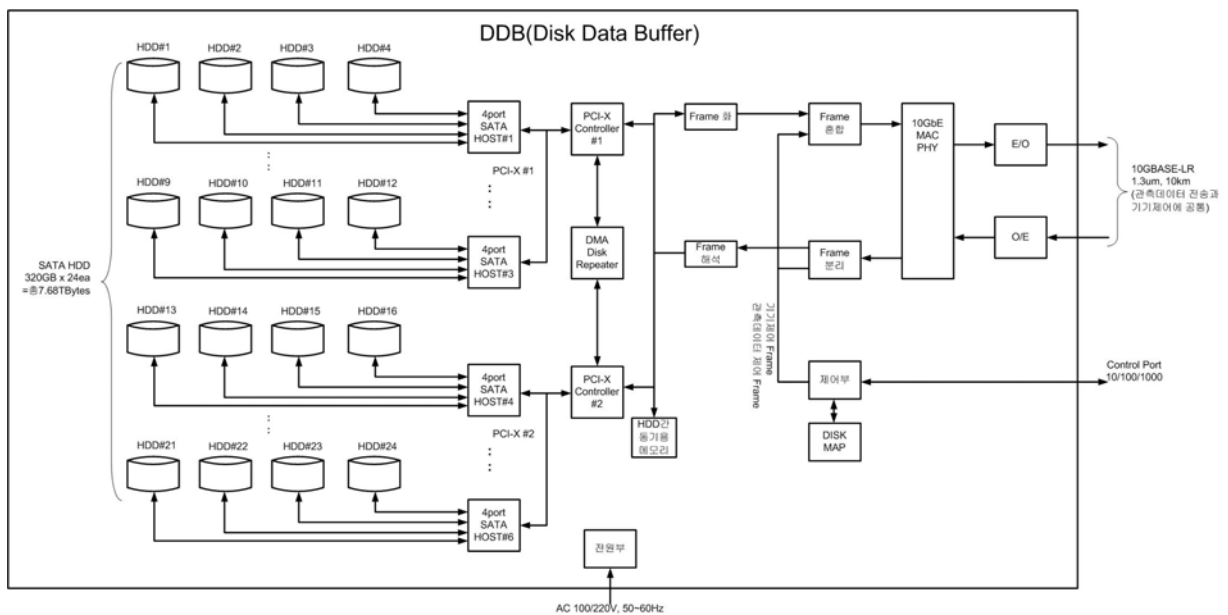 DDB(Disk Data Buffer)
HDD#1
HDD#2
HDD#3
HDD#4
4port
SATA
HOST#1
PCI-X
Controller
#1
Frame 화
Frame
혼합
10GbE
MAC
PHY
E/O
10GBASE-LR
1.3um, 10km
(관측데이터 전송과
기기제어에 공통)
PCI-X #1
HDD#9
HDD#10
HDD#11
HDD#12
4port
SATA
HOST#3
DMA
Disk
Repeater
Frame
해석
Frame
분리
O/E
SATA HDD
320GB x 24ea
=총7.68TBytes
HDD#13
HDD#14
HDD#15
HDD#16
4port
SATA
HOST#4
PCI-X
Controller
#2
기기제어 Frame
관측데이터 제어 Frame
제어부
Control Port
10/100/1000
PCI-X #2
HDD간
동기용
메모리
DISK
MAP
HDD#21
HDD#22
HDD#23
HDD#24
4port
SATA
HOST#6
전원부
AC 100/220V, 50~60Hz